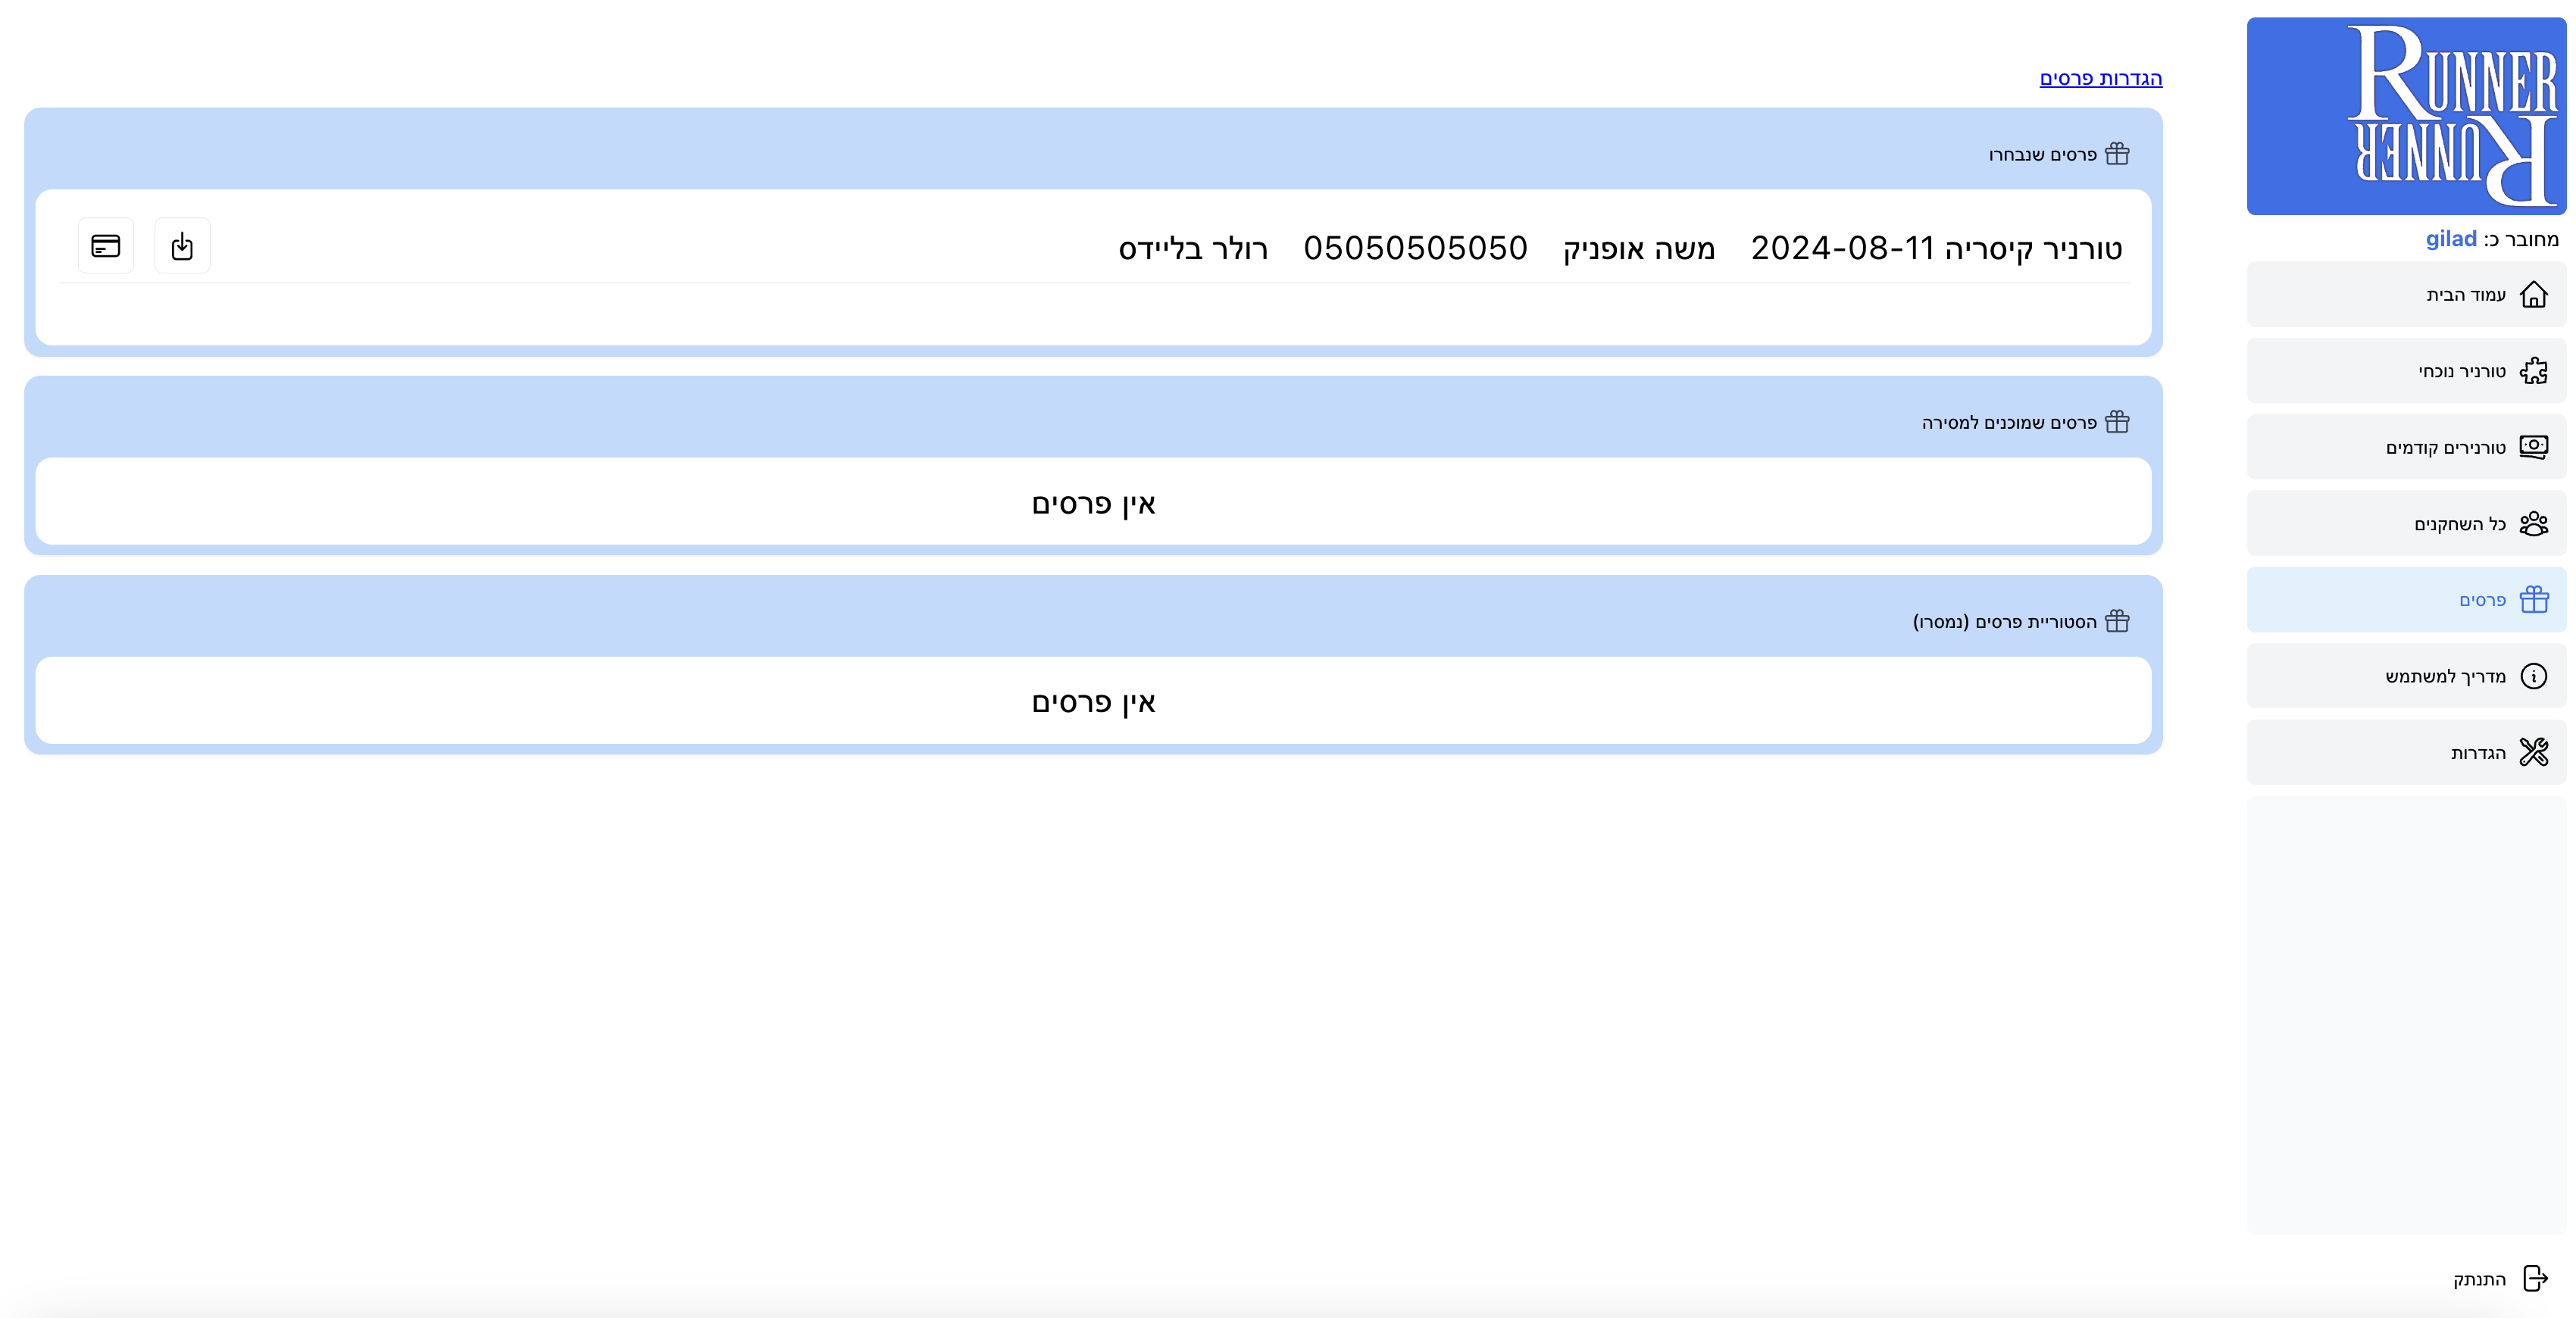 RUNNER
RUNNER
מחובר כ: gilad
עמוד הבית
טורניר נוכחי
טורנירים קודמים
כל השחקנים
פרסים
מדריך למשתמש
הגדרות
התנתק
הגדרות פרסים
פרסים שנבחרו
טורניר קיסריה 2024-08-11 משה אופניק 05050505050 רולר בליידס
פרסים שמוכנים למסירה
אין פרסים
הסטוריית פרסים (נמסרו)
אין פרסים